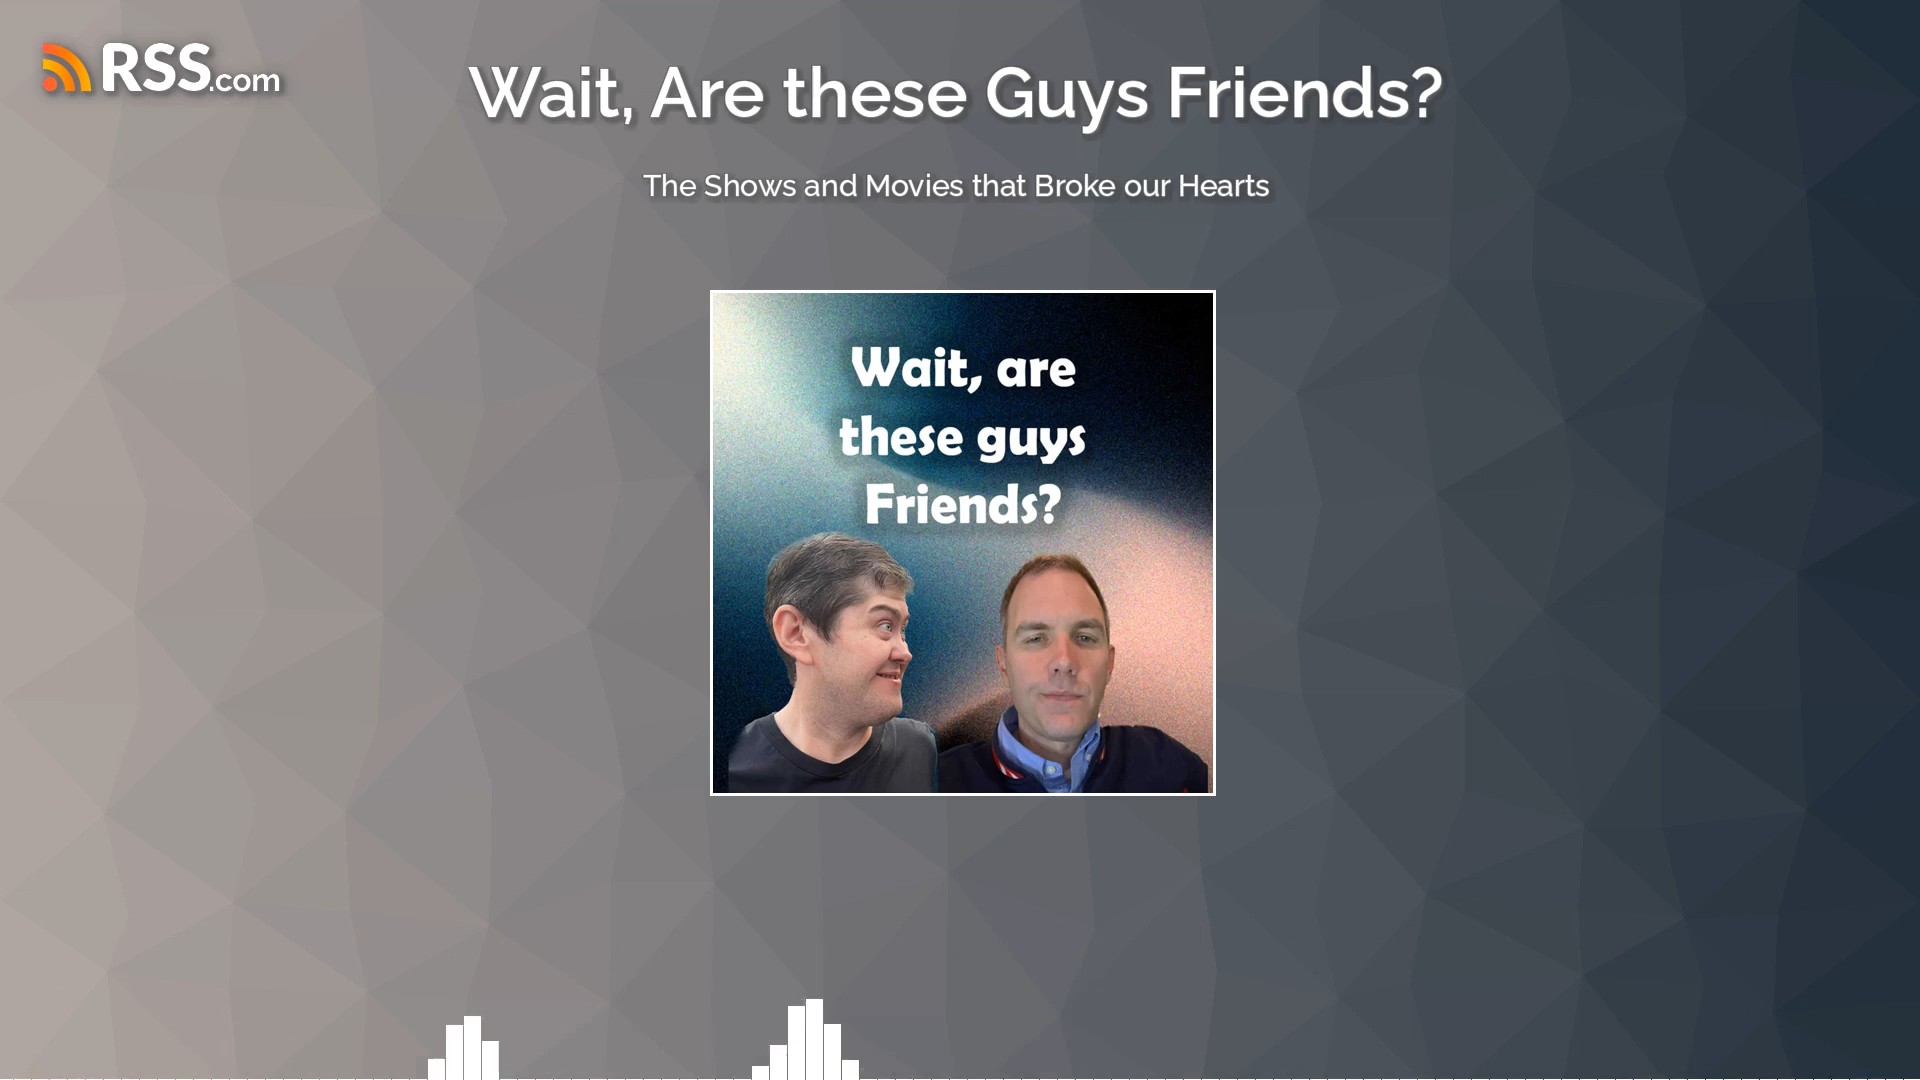 RSS.com
Wait, Are these Guys Friends?
The Shows and Movies that Broke our Hearts
Wait, are
these guys
Friends?